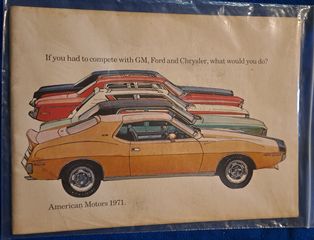 If you had to compete with GM, Ford and Chrysler, what would you do?
American Motors 1971.